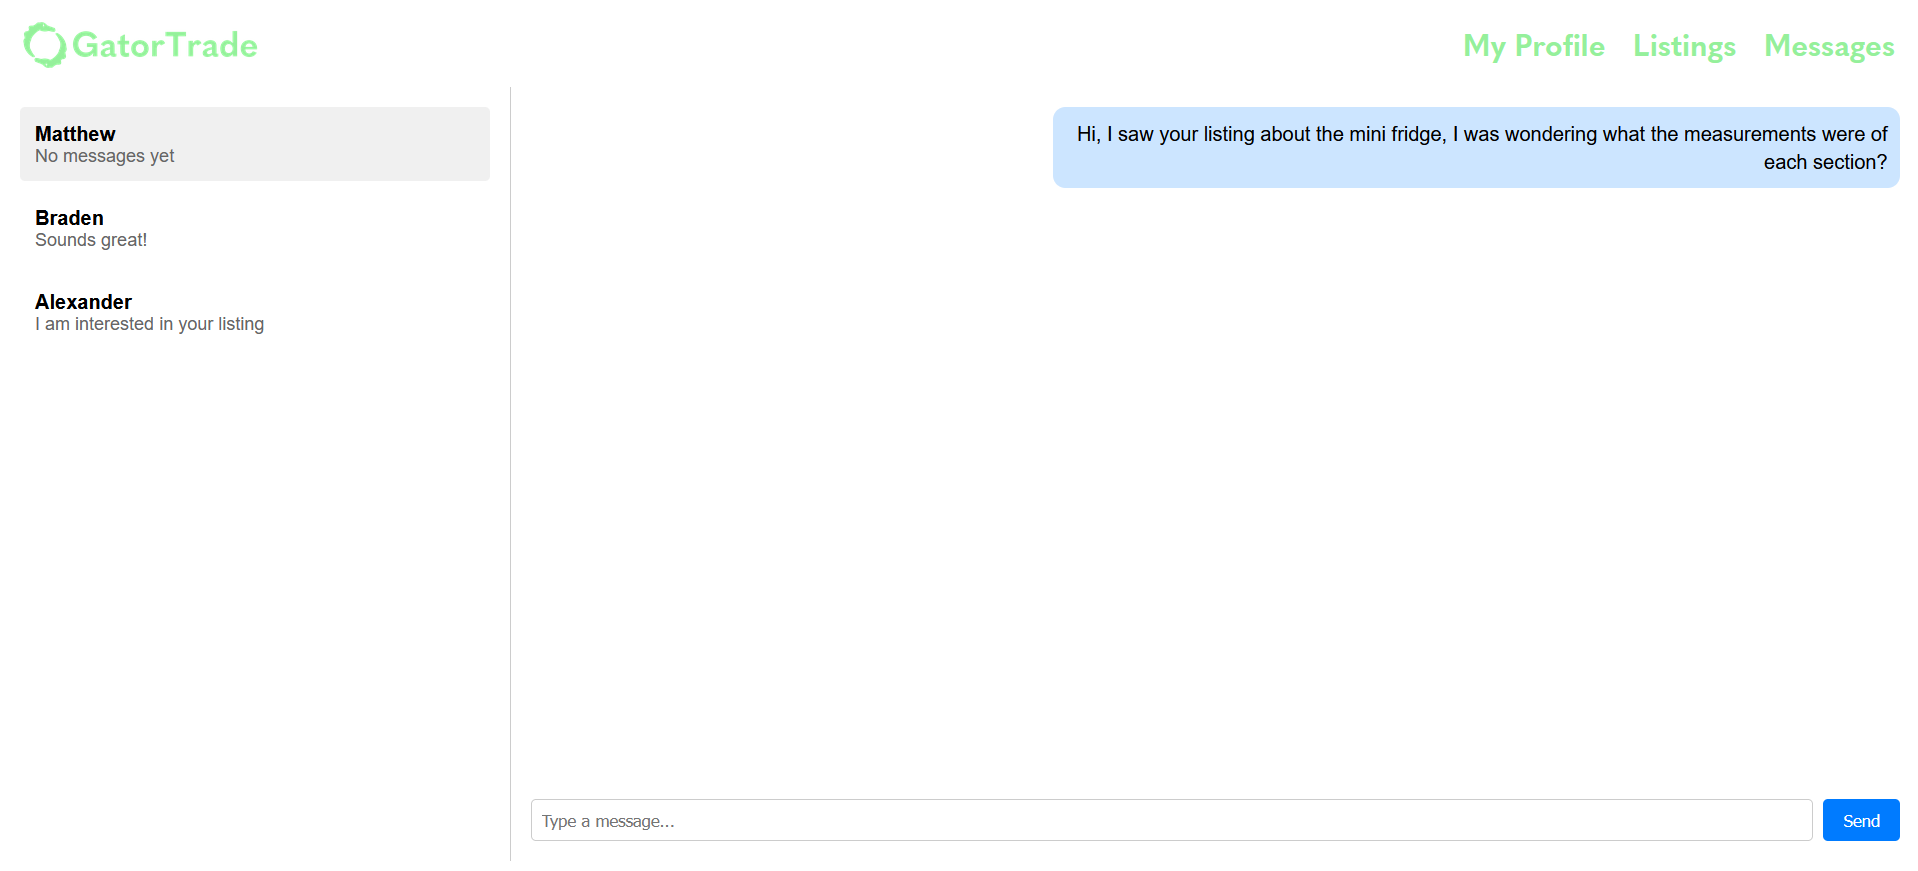 GatorTrade
My Profile Listings Messages
Matthew
No messages yet
Braden
Sounds great!
Alexander
I am interested in your listing
Hi, I saw your listing about the mini fridge, I was wondering what the measurements were of
each section?
Type a message...
Send